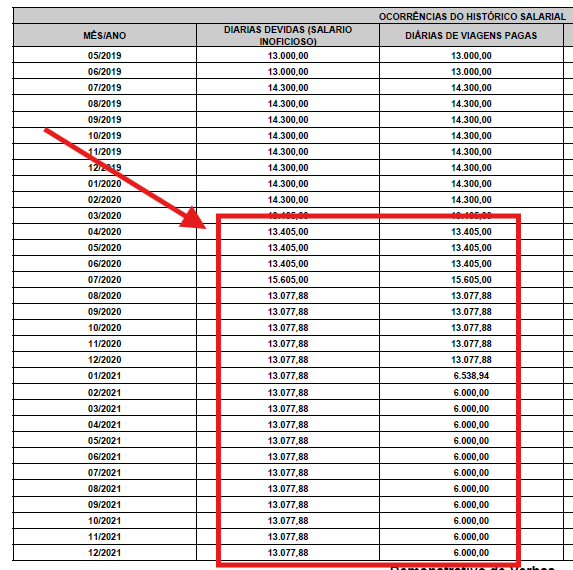 OCORRÊNCIAS DO HISTÓRICO SALARIAL
MÊS/ANO DIARIAS DEVIDAS (SALARIO INOFICIOSO) DIÁRIAS DE VIAGENS PAGAS
05/2019 13.000,00 13.000,00
06/2019 13.000,00 13.000,00
07/2019 14.300,00 14.300,00
08/2019 14.300,00 14.300,00
09/2019 14.300,00 14.300,00
10/2019 14.300,00 14.300,00
11/2019 14.300,00 14.300,00
12/2019 14.300,00 14.300,00
01/2020 14.300,00 14.300,00
02/2020 14.300,00 14.300,00
03/2020
04/2020 13.405,00 13.405,00
05/2020 13.405,00 13.405,00
06/2020 13.405,00 13.405,00
07/2020 15.605,00 15.605,00
08/2020 13.077,88 13.077,88
09/2020 13.077,88 13.077,88
10/2020 13.077,88 13.077,88
11/2020 13.077,88 13.077,88
12/2020 13.077,88 13.077,88
01/2021 13.077,88 6.538,94
02/2021 13.077,88 6.000,00
03/2021 13.077,88 6.000,00
04/2021 13.077,88 6.000,00
05/2021 13.077,88 6.000,00
06/2021 13.077,88 6.000,00
07/2021 13.077,88 6.000,00
08/2021 13.077,88 6.000,00
09/2021 13.077,88 6.000,00
10/2021 13.077,88 6.000,00
11/2021 13.077,88 6.000,00
12/2021 13.077,88 6.000,00